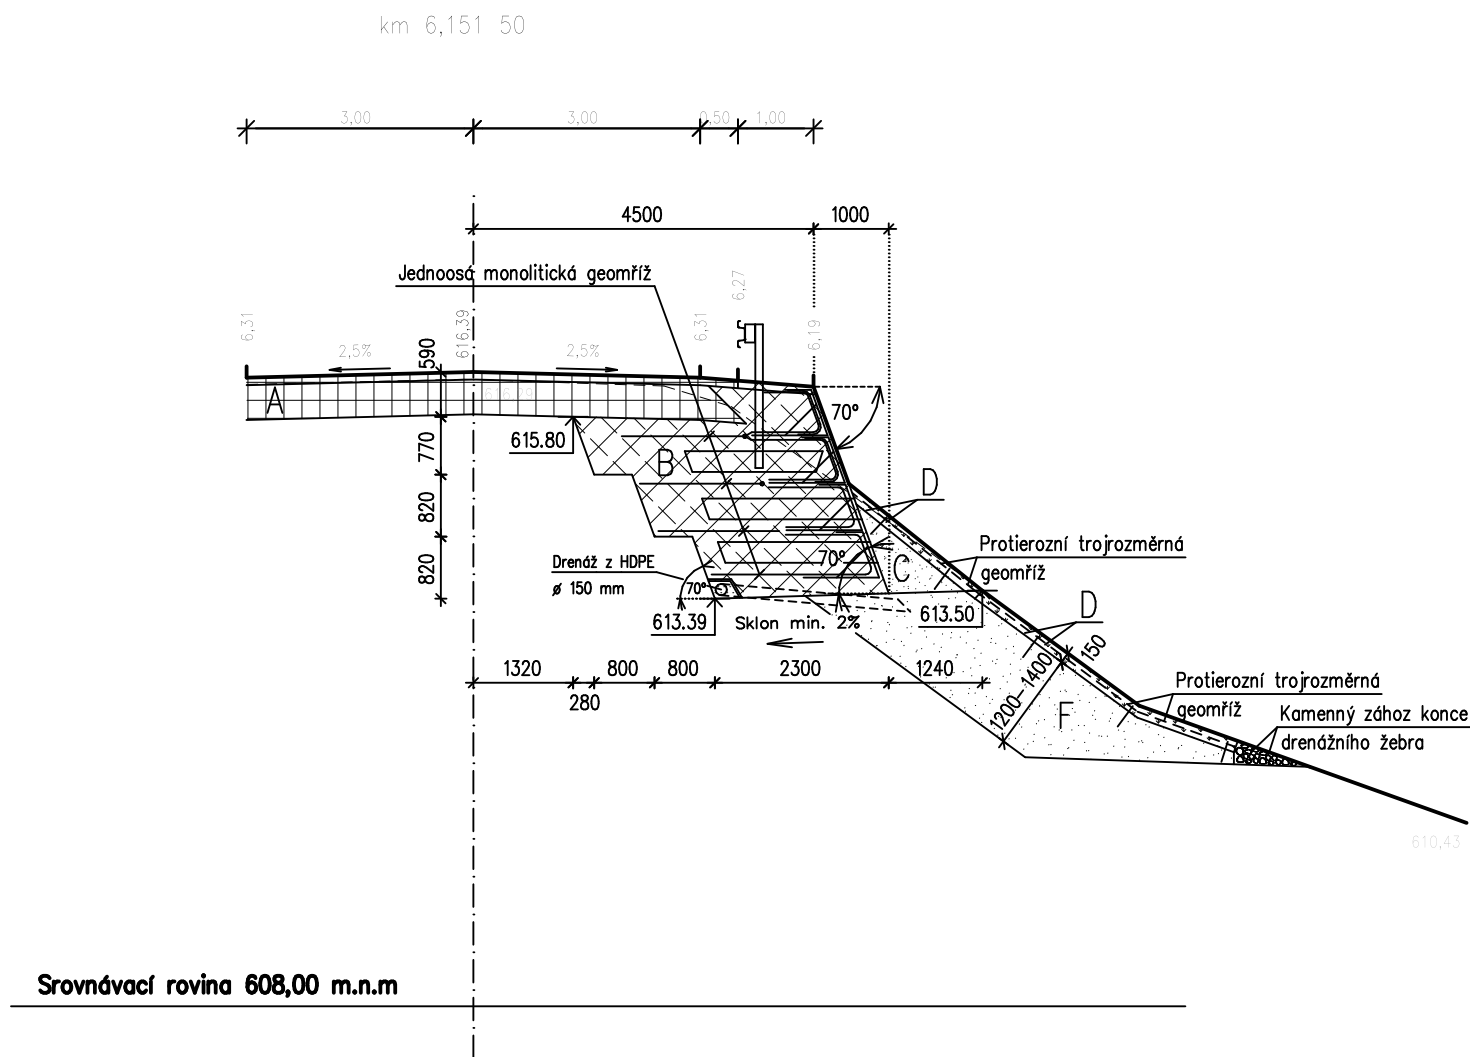 km 6,151 50
3,00
3,00
0,50
1,00
4500
1000
Jednoosá monolitická geomříž
6,31
616,39
6,31
6,27
6,19
2,5%
2,5%
590
A
70°
615.80
770
B
D
820
Protierozní trojrozměrná
geomříž
820
Drenáž z HDPE
ø 150 mm
70°
70°
C
D
613.39
Sklon min. 2%
613.50
150
1320
800
800
2300
1240
280
1200-1400
F
Protierozní trojrozměrná
geomříž
Kamenný zához konce
drenážního žebra
610,43
Srovnávací rovina 608,00 m.n.m